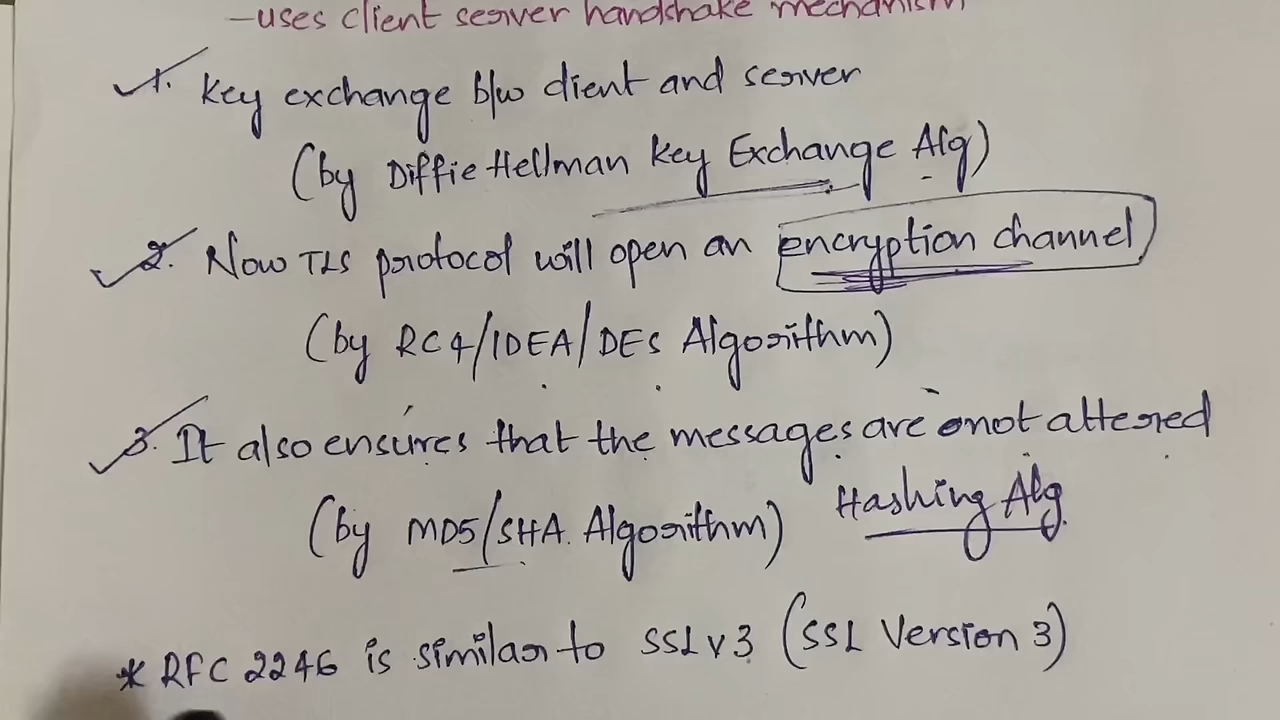 -uses client server handshake mechanism
1. Key exchange b/w client and server
(by Diffie Hellman Key Exchange Alg)
2. Now TLS protocol will open an encryption channel
(by RC4/IDEA/DES Algorithm)
3. It also ensures that the messages are not altered
(by MD5/SHA Algorithm) Hashing Alg.
* RFC 2246 is similar to SSL v3 (SSL Version 3)